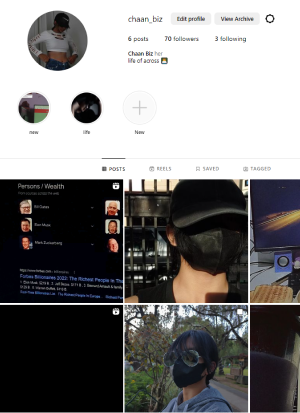 chaan_biz Edit profile View Archive
6 posts 70 followers 3 following
Chaan Biz her
life of across
new life New
POSTS REELS SAVED TAGGED
Persons / Wealth
Bill Gates
Elon Musk
Mark Zuckerberg
Forbes Billionaires 2023: The Richest People In The